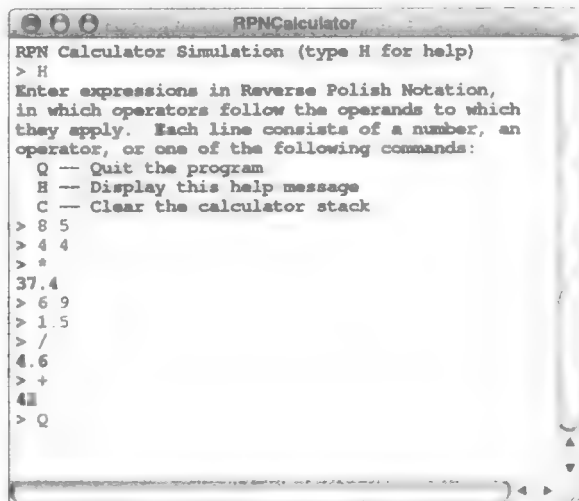 RPNCalculator
RPN Calculator Simulation (type H for help)
> H
Enter expressions in Reverse Polish Notation,
in which operators follow the operands to which
they apply. Each line consists of a number, an
operator, or one of the following commands:
Q -- Quit the program
H -- Display this help message
C -- Clear the calculator stack
> 8 5
> 4 4
> *
37.4
> 6 9
> 1.5
> /
4.6
> +
> Q